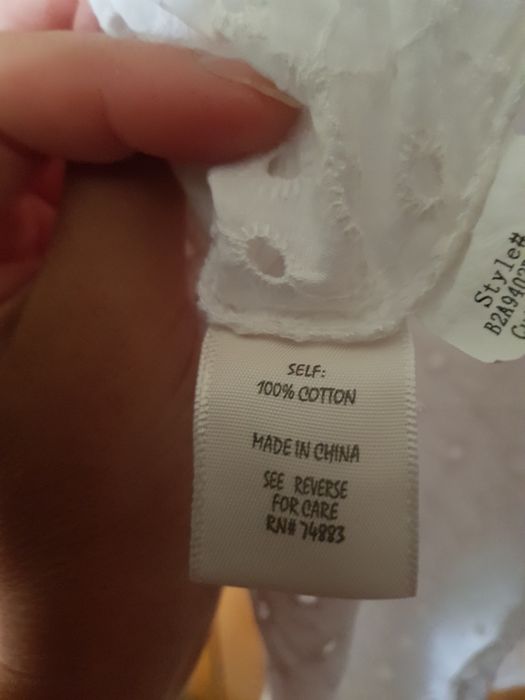 SELF:
100% COTTON
MADE IN CHINA
SEE REVERSE
FOR CARE
RN# 74883
Style#